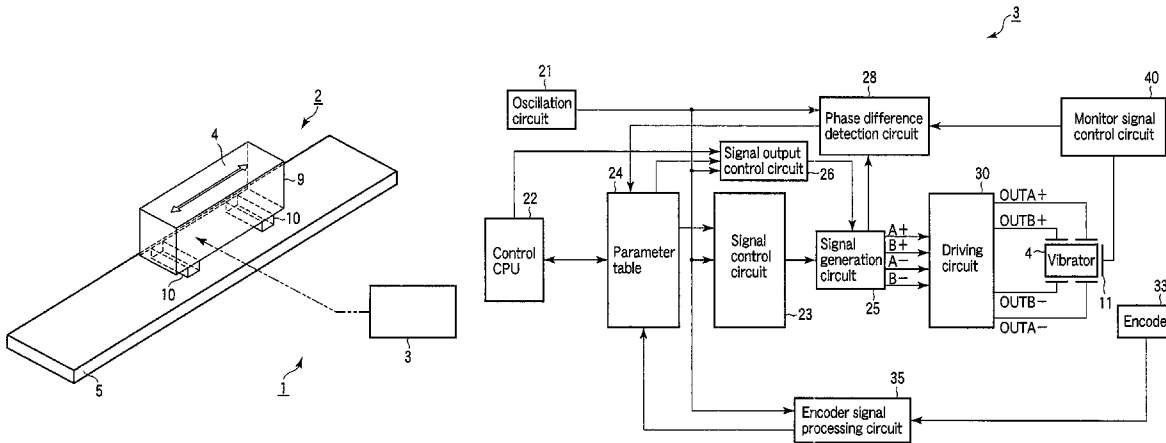 2
4
9
10
10
5
1
3
3
21
Oscillation
circuit
28
Phase difference
detection circuit
40
Monitor signal
control circuit
Signal output
control circuit
26
22
Control
CPU
24
Parameter
table
Signal
control
circuit
23
Signal
generation
circuit
25
A+
B+
A−
B−
30
Driving
circuit
OUTA+
OUTB+
4
Vibrator
11
OUTB−
OUTA−
33
Encode
35
Encoder signal
processing circuit